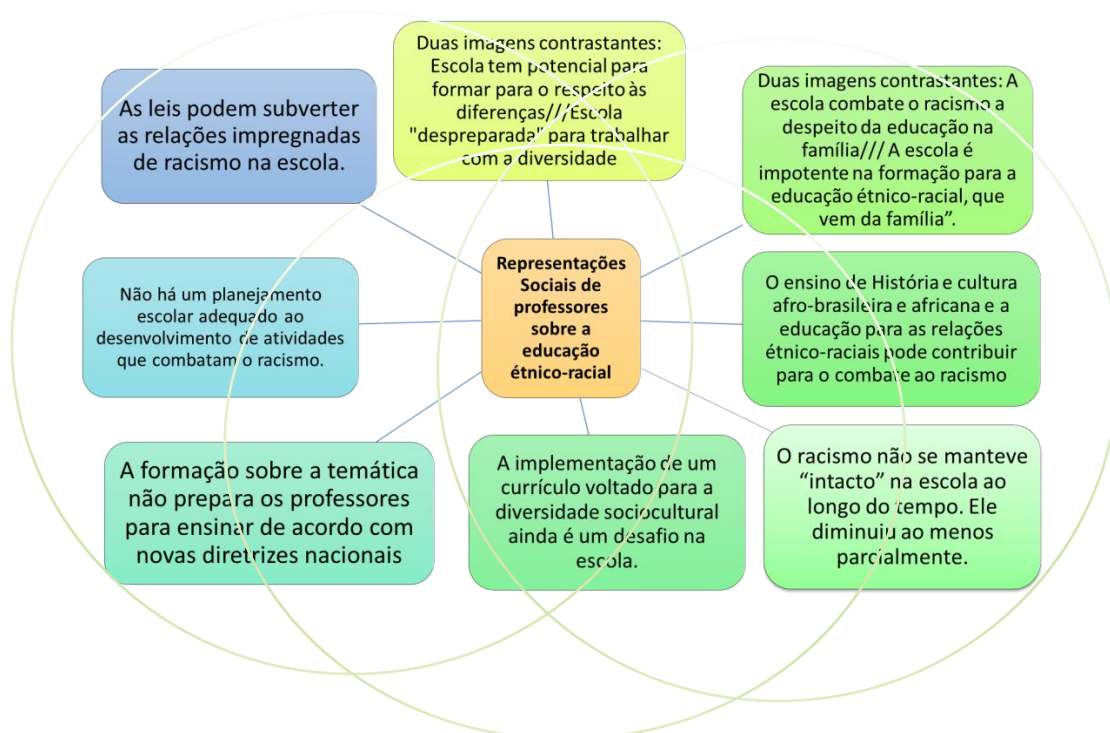 Duas imagens contrastantes:
Escola tem potencial para
formar para o respeito às
diferenças///Escola
"despreparada" para trabalhar
com a diversidade
As leis podem subverter
as relações impregnadas
de racismo na escola.
Duas imagens contrastantes: A
escola combate o racismo a
despeito da educação na
família/// A escola é
impotente na formação para a
educação étnico-racial, que
vem da família”.
Representações
Sociais de
professores
sobre a
educação
étnico-racial
Não há um planejamento
escolar adequado ao
desenvolvimento de atividades
que combatam o racismo.
O ensino de História e cultura
afro-brasileira e africana e a
educação para as relações
étnico-raciais pode contribuir
para o combate ao racismo
A formação sobre a temática
não prepara os professores
para ensinar de acordo com
novas diretrizes nacionais
A implementação de um
currículo voltado para a
diversidade sociocultural
ainda é um desafio na
escola.
O racismo não se manteve
“intacto” na escola ao
longo do tempo. Ele
diminuiu ao menos
parcialmente.